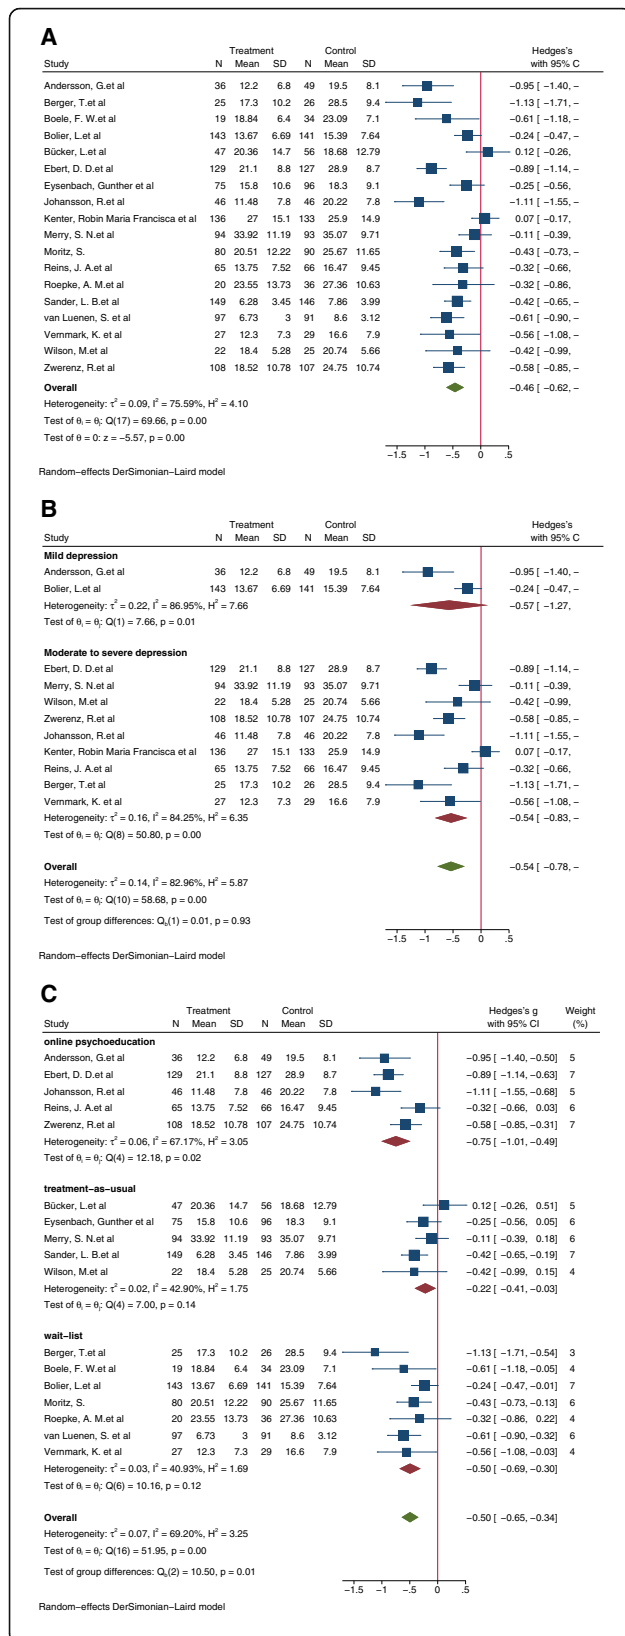 A
Treatment Control Hedges's
Study N Mean SD N Mean SD with 95% C
Andersson, G.et al 36 12.2 6.8 49 19.5 8.1 −0.95 [ −1.40, −
Berger, T.et al 25 17.3 10.2 26 28.5 9.4 −1.13 [ −1.71, −
Boele, F. W.et al 19 18.84 6.4 34 23.09 7.1 −0.61 [ −1.18, −
Bolier, L.et al 143 13.67 6.69 141 15.39 7.64 −0.24 [ −0.47, −
Bücker, L.et al 47 20.36 14.7 56 18.68 12.79 0.12 [ −0.26,
Ebert, D. D.et al 129 21.1 8.8 127 28.9 8.7 −0.89 [ −1.14, −
Eysenbach, Gunther et al 75 15.8 10.6 96 18.3 9.1 −0.25 [ −0.56,
Johansson, R.et al 46 11.48 7.8 46 20.22 7.8 −1.11 [ −1.55, −
Kenter, Robin Maria Francisca et al 136 27 15.1 133 25.9 14.9 0.07 [ −0.17,
Merry, S. N.et al 94 33.92 11.19 93 35.07 9.71 −0.11 [ −0.39,
Moritz, S. 80 20.51 12.22 90 25.67 11.65 −0.43 [ −0.73, −
Reins, J. A.et al 65 13.75 7.52 66 16.47 9.45 −0.32 [ −0.66,
Roepke, A. M.et al 20 23.55 13.73 36 27.36 10.63 −0.32 [ −0.86,
Sander, L. B.et al 149 6.28 3.45 146 7.86 3.99 −0.42 [ −0.65, −
van Luenen, S. et al 97 6.73 3 91 8.6 3.12 −0.61 [ −0.90, −
Vernmark, K. et al 27 12.3 7.3 29 16.6 7.9 −0.56 [ −1.08, −
Wilson, M.et al 22 18.4 5.28 25 20.74 5.66 −0.42 [ −0.99,
Zwerenz, R.et al 108 18.52 10.78 107 24.75 10.74 −0.58 [ −0.85, −
Overall −0.46 [ −0.62, −
Heterogeneity: τ² = 0.09, I² = 75.59%, H² = 4.10
Test of θᵢ = θⱼ: Q(17) = 69.66, p = 0.00
Test of θ = 0: z = −5.57, p = 0.00
−1.5 −1 −.5 0 .5
Random−effects DerSimonian−Laird model
B
Treatment Control Hedges's
Study N Mean SD N Mean SD with 95% C
Mild depression
Andersson, G.et al 36 12.2 6.8 49 19.5 8.1 −0.95 [ −1.40, −
Bolier, L.et al 143 13.67 6.69 141 15.39 7.64 −0.24 [ −0.47, −
Heterogeneity: τ² = 0.22, I² = 86.95%, H² = 7.66 −0.57 [ −1.27,
Test of θᵢ = θⱼ: Q(1) = 7.66, p = 0.01
Moderate to severe depression
Ebert, D. D.et al 129 21.1 8.8 127 28.9 8.7 −0.89 [ −1.14, −
Merry, S. N.et al 94 33.92 11.19 93 35.07 9.71 −0.11 [ −0.39,
Wilson, M.et al 22 18.4 5.28 25 20.74 5.66 −0.42 [ −0.99,
Zwerenz, R.et al 108 18.52 10.78 107 24.75 10.74 −0.58 [ −0.85, −
Johansson, R.et al 46 11.48 7.8 46 20.22 7.8 −1.11 [ −1.55, −
Kenter, Robin Maria Francisca et al 136 27 15.1 133 25.9 14.9 0.07 [ −0.17,
Reins, J. A.et al 65 13.75 7.52 66 16.47 9.45 −0.32 [ −0.66,
Berger, T.et al 25 17.3 10.2 26 28.5 9.4 −1.13 [ −1.71, −
Vernmark, K. et al 27 12.3 7.3 29 16.6 7.9 −0.56 [ −1.08, −
Heterogeneity: τ² = 0.16, I² = 84.25%, H² = 6.35 −0.54 [ −0.83, −
Test of θᵢ = θⱼ: Q(8) = 50.80, p = 0.00
Overall −0.54 [ −0.78, −
Heterogeneity: τ² = 0.14, I² = 82.96%, H² = 5.87
Test of θᵢ = θⱼ: Q(10) = 58.68, p = 0.00
Test of group differences: Qb(1) = 0.01, p = 0.93
−1.5 −1 −.5 0 .5
Random−effects DerSimonian−Laird model
C
Treatment Control Hedges's g Weight
Study N Mean SD N Mean SD with 95% CI (%)
online psychoeducation
Andersson, G.et al 36 12.2 6.8 49 19.5 8.1 −0.95 [ −1.40, −0.50] 5
Ebert, D. D.et al 129 21.1 8.8 127 28.9 8.7 −0.89 [ −1.14, −0.63] 7
Johansson, R.et al 46 11.48 7.8 46 20.22 7.8 −1.11 [ −1.55, −0.68] 5
Reins, J. A.et al 65 13.75 7.52 66 16.47 9.45 −0.32 [ −0.66, 0.03] 6
Zwerenz, R.et al 108 18.52 10.78 107 24.75 10.74 −0.58 [ −0.85, −0.31] 7
Heterogeneity: τ² = 0.06, I² = 67.17%, H² = 3.05 −0.75 [ −1.01, −0.49]
Test of θᵢ = θⱼ: Q(4) = 12.18, p = 0.02
treatment−as−usual
Bücker, L.et al 47 20.36 14.7 56 18.68 12.79 0.12 [ −0.26, 0.51] 5
Eysenbach, Gunther et al 75 15.8 10.6 96 18.3 9.1 −0.25 [ −0.56, 0.05] 6
Merry, S. N.et al 94 33.92 11.19 93 35.07 9.71 −0.11 [ −0.39, 0.18] 6
Sander, L. B.et al 149 6.28 3.45 146 7.86 3.99 −0.42 [ −0.65, −0.19] 7
Wilson, M.et al 22 18.4 5.28 25 20.74 5.66 −0.42 [ −0.99, 0.15] 4
Heterogeneity: τ² = 0.02, I² = 42.90%, H² = 1.75 −0.22 [ −0.41, −0.03]
Test of θᵢ = θⱼ: Q(4) = 7.00, p = 0.14
wait−list
Berger, T.et al 25 17.3 10.2 26 28.5 9.4 −1.13 [ −1.71, −0.54] 3
Boele, F. W.et al 19 18.84 6.4 34 23.09 7.1 −0.61 [ −1.18, −0.05] 4
Bolier, L.et al 143 13.67 6.69 141 15.39 7.64 −0.24 [ −0.47, −0.01] 7
Moritz, S. 80 20.51 12.22 90 25.67 11.65 −0.43 [ −0.73, −0.13] 6
Roepke, A. M.et al 20 23.55 13.73 36 27.36 10.63 −0.32 [ −0.86, 0.22] 4
van Luenen, S. et al 97 6.73 3 91 8.6 3.12 −0.61 [ −0.90, −0.32] 6
Vernmark, K. et al 27 12.3 7.3 29 16.6 7.9 −0.56 [ −1.08, −0.03] 4
Heterogeneity: τ² = 0.03, I² = 40.93%, H² = 1.69 −0.50 [ −0.69, −0.30]
Test of θᵢ = θⱼ: Q(6) = 10.16, p = 0.12
Overall −0.50 [ −0.65, −0.34]
Heterogeneity: τ² = 0.07, I² = 69.20%, H² = 3.25
Test of θᵢ = θⱼ: Q(16) = 51.95, p = 0.00
Test of group differences: Qb(2) = 10.50, p = 0.01
−1.5 −1 −.5 0 .5
Random−effects DerSimonian−Laird model